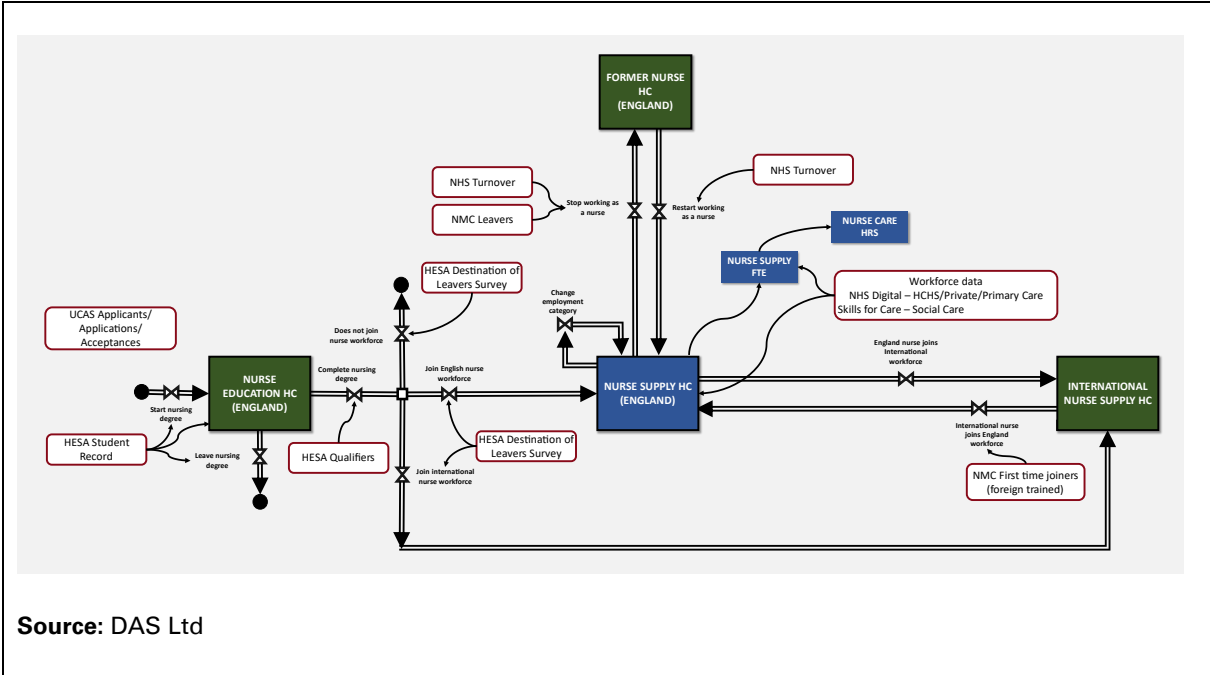 FORMER NURSE
HC
(ENGLAND)
NHS Turnover
NMC Leavers
Stop working as
a nurse
Restart working
as a nurse
NHS Turnover
NURSE CARE
HRS
NURSE SUPPLY
FTE
HESA Destination of
Leavers Survey
Workforce data
NHS Digital – HCHS/Private/Primary Care
Skills for Care – Social Care
Change
employment
category
UCAS Applicants/
Applications/
Acceptances
Does not join
nurse workforce
NURSE
EDUCATION HC
(ENGLAND)
Complete nursing
degree
Join English nurse
workforce
NURSE SUPPLY HC
(ENGLAND)
England nurse joins
International
workforce
INTERNATIONAL
NURSE SUPPLY HC
Start nursing
degree
HESA Student
Record
Leave nursing
degree
HESA Qualifiers
HESA Destination of
Leavers Survey
Join international
nurse workforce
International nurse
joins England
workforce
NMC First time joiners
(foreign trained)
Source: DAS Ltd